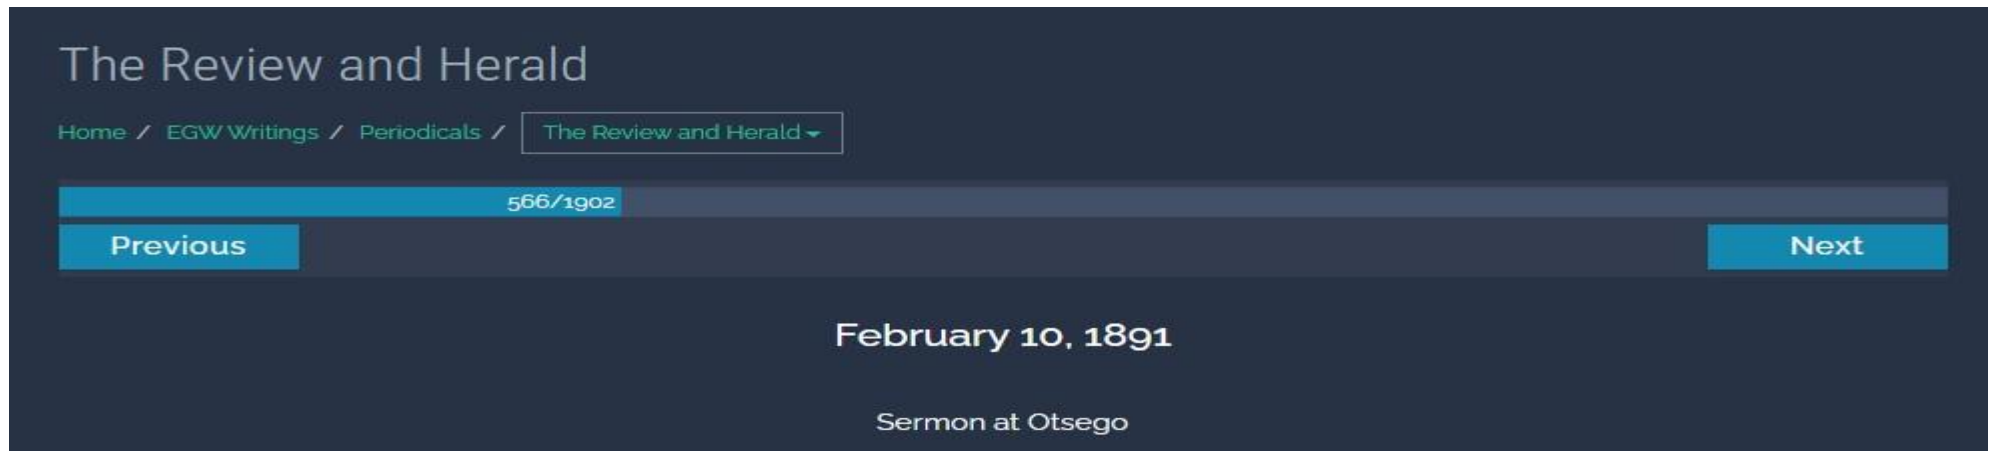 The Review and Herald
Home / EGW Writings / Periodicals / The Review and Herald
566/1902
Previous Next
February 10, 1891
Sermon at Otsego